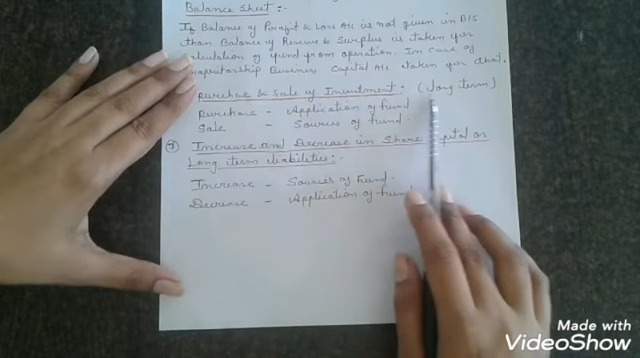 Balance Sheet :-
If Balance of Porofit & Loss A/c is not given in B/S
than Balance of Reserve & Surplus is taken for
calculation of fund from operation. In case of
Business Capital A/c taken for that.
Purchase & Sale of Investment :- (Long term)
Purchase - Application of fund
Sale - Sources of fund.
⑦ Increase and Decrease in Share Capital or
Long term liabilities :-
Increase - Sources of Fund.
Decrease - Application of Fund
Made with
VideoShow